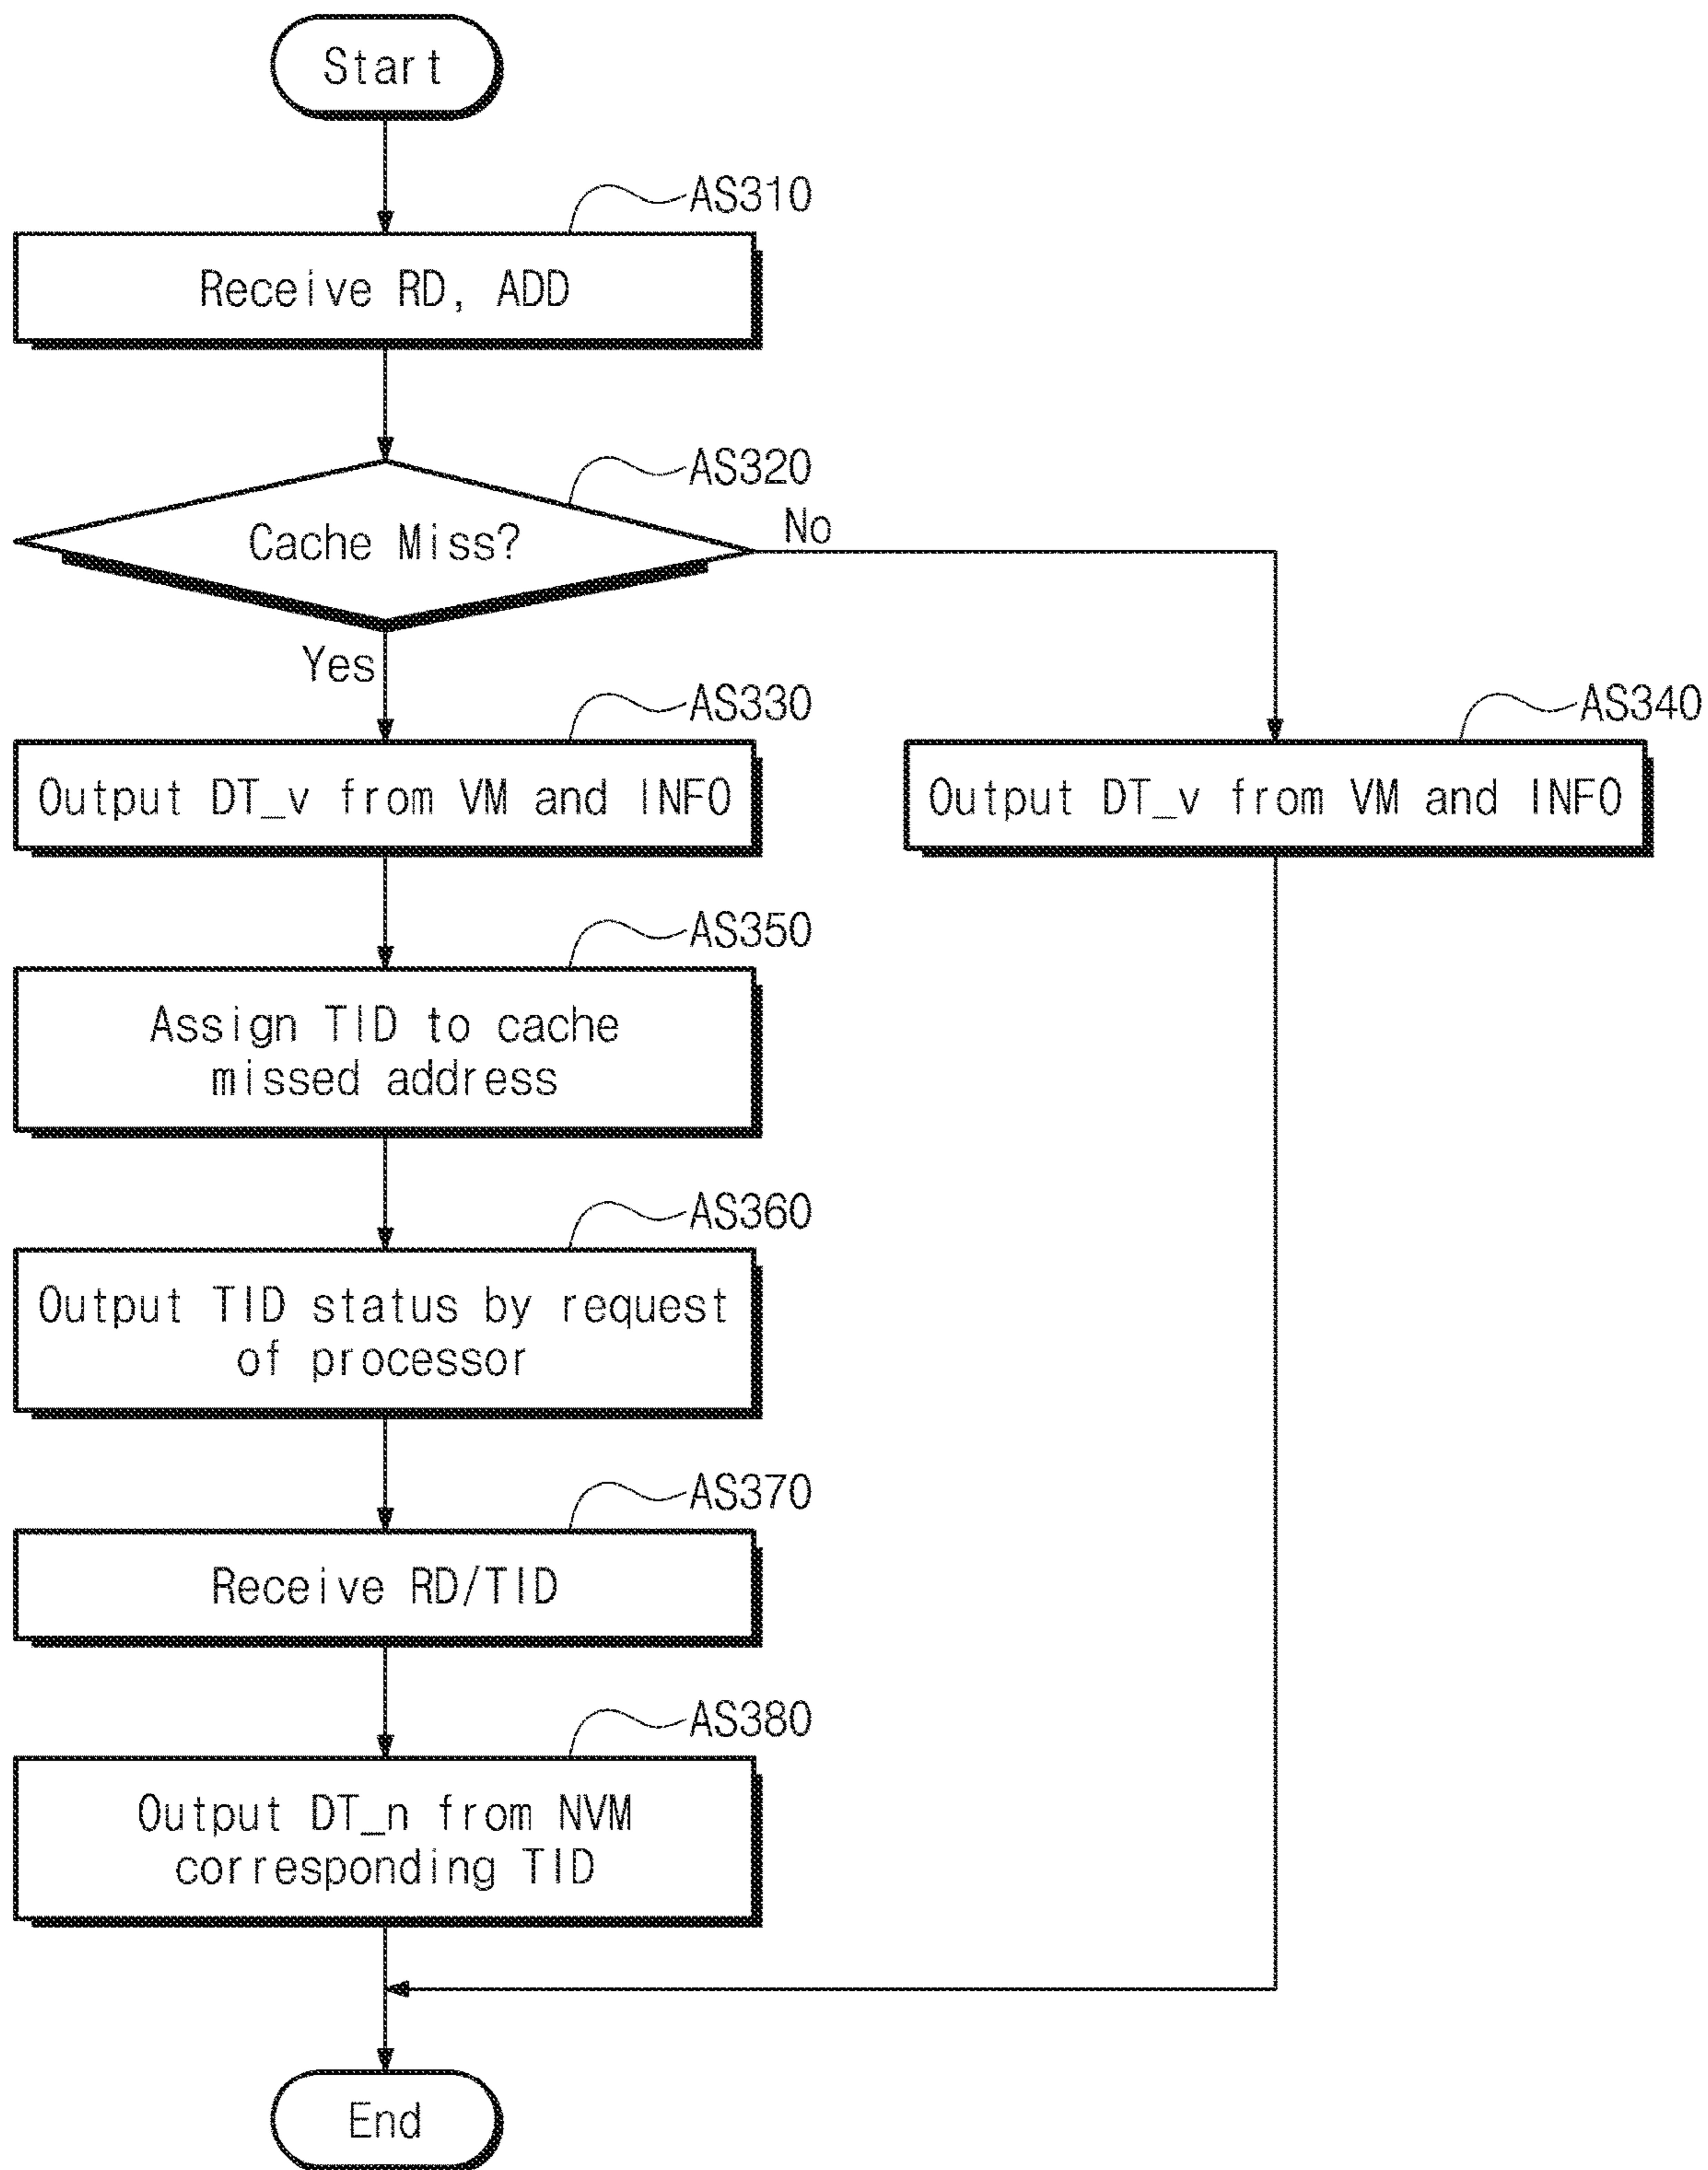 Start
AS310
Receive RD, ADD
AS320
Cache Miss?
No
Yes
AS330
AS340
Output DT_v from VM and INFO
Output DT_v from VM and INFO
AS350
Assign TID to cache
missed address
AS360
Output TID status by request
of processor
AS370
Receive RD/TID
AS380
Output DT_n from NVM
corresponding TID
End